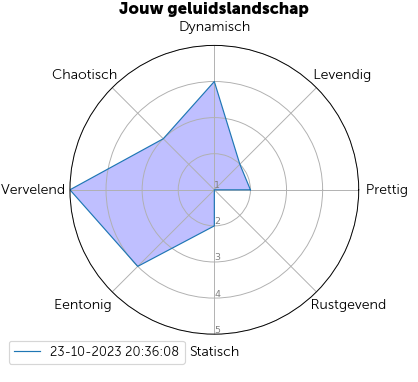 Jouw geluidslandschap
Dynamisch
Chaotisch
Levendig
Vervelend
1
Prettig
2
3
Eentonig
4
Rustgevend
5
23-10-2023 20:36:08
Statisch